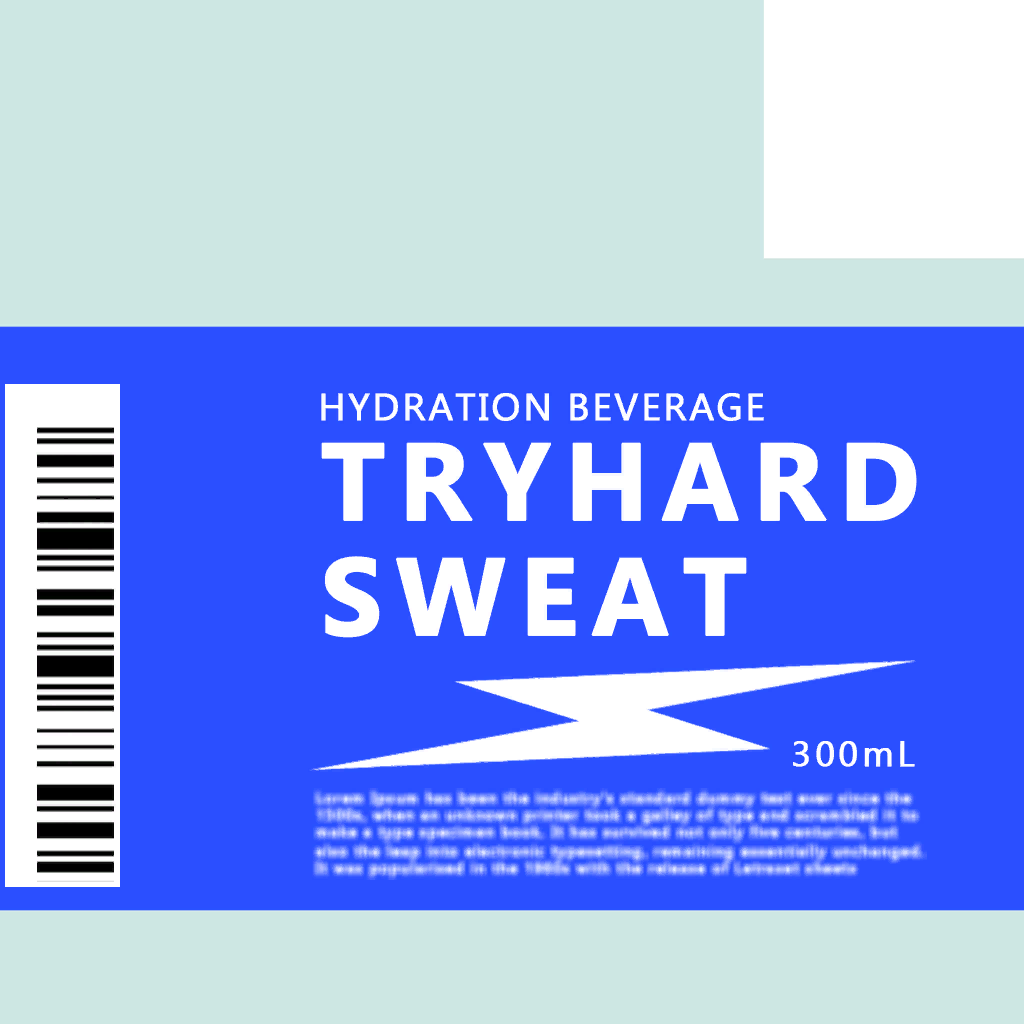 HYDRATION BEVERAGE
TRYHARD
SWEAT
300mL
Lorem Ipsum has been the industry's standard dummy text ever since the
1500s, when an unknown printer took a galley of type and scrambled it to
make a type specimen book. It has survived not only five centuries, but
also the leap into electronic typesetting, remaining essentially unchanged.
It was popularised in the 1960s with the release of Letraset sheets